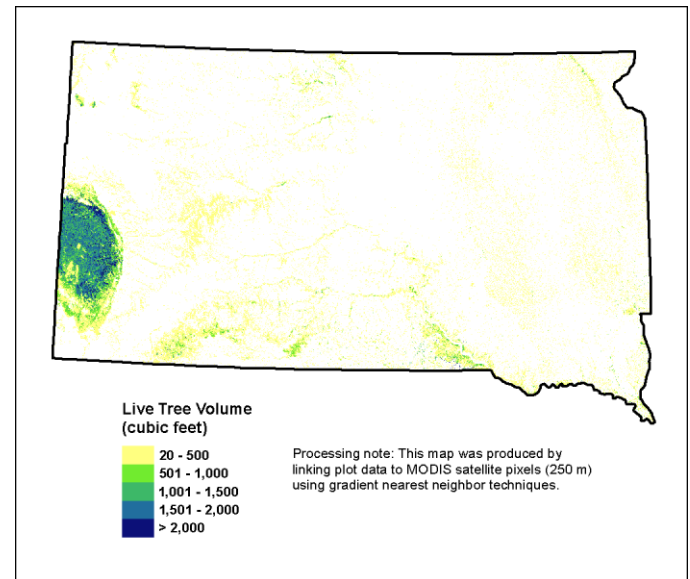 Live Tree Volume
(cubic feet)
20 - 500
501 - 1,000
1,001 - 1,500
1,501 - 2,000
> 2,000
Processing note: This map was produced by
linking plot data to MODIS satellite pixels (250 m)
using gradient nearest neighbor techniques.